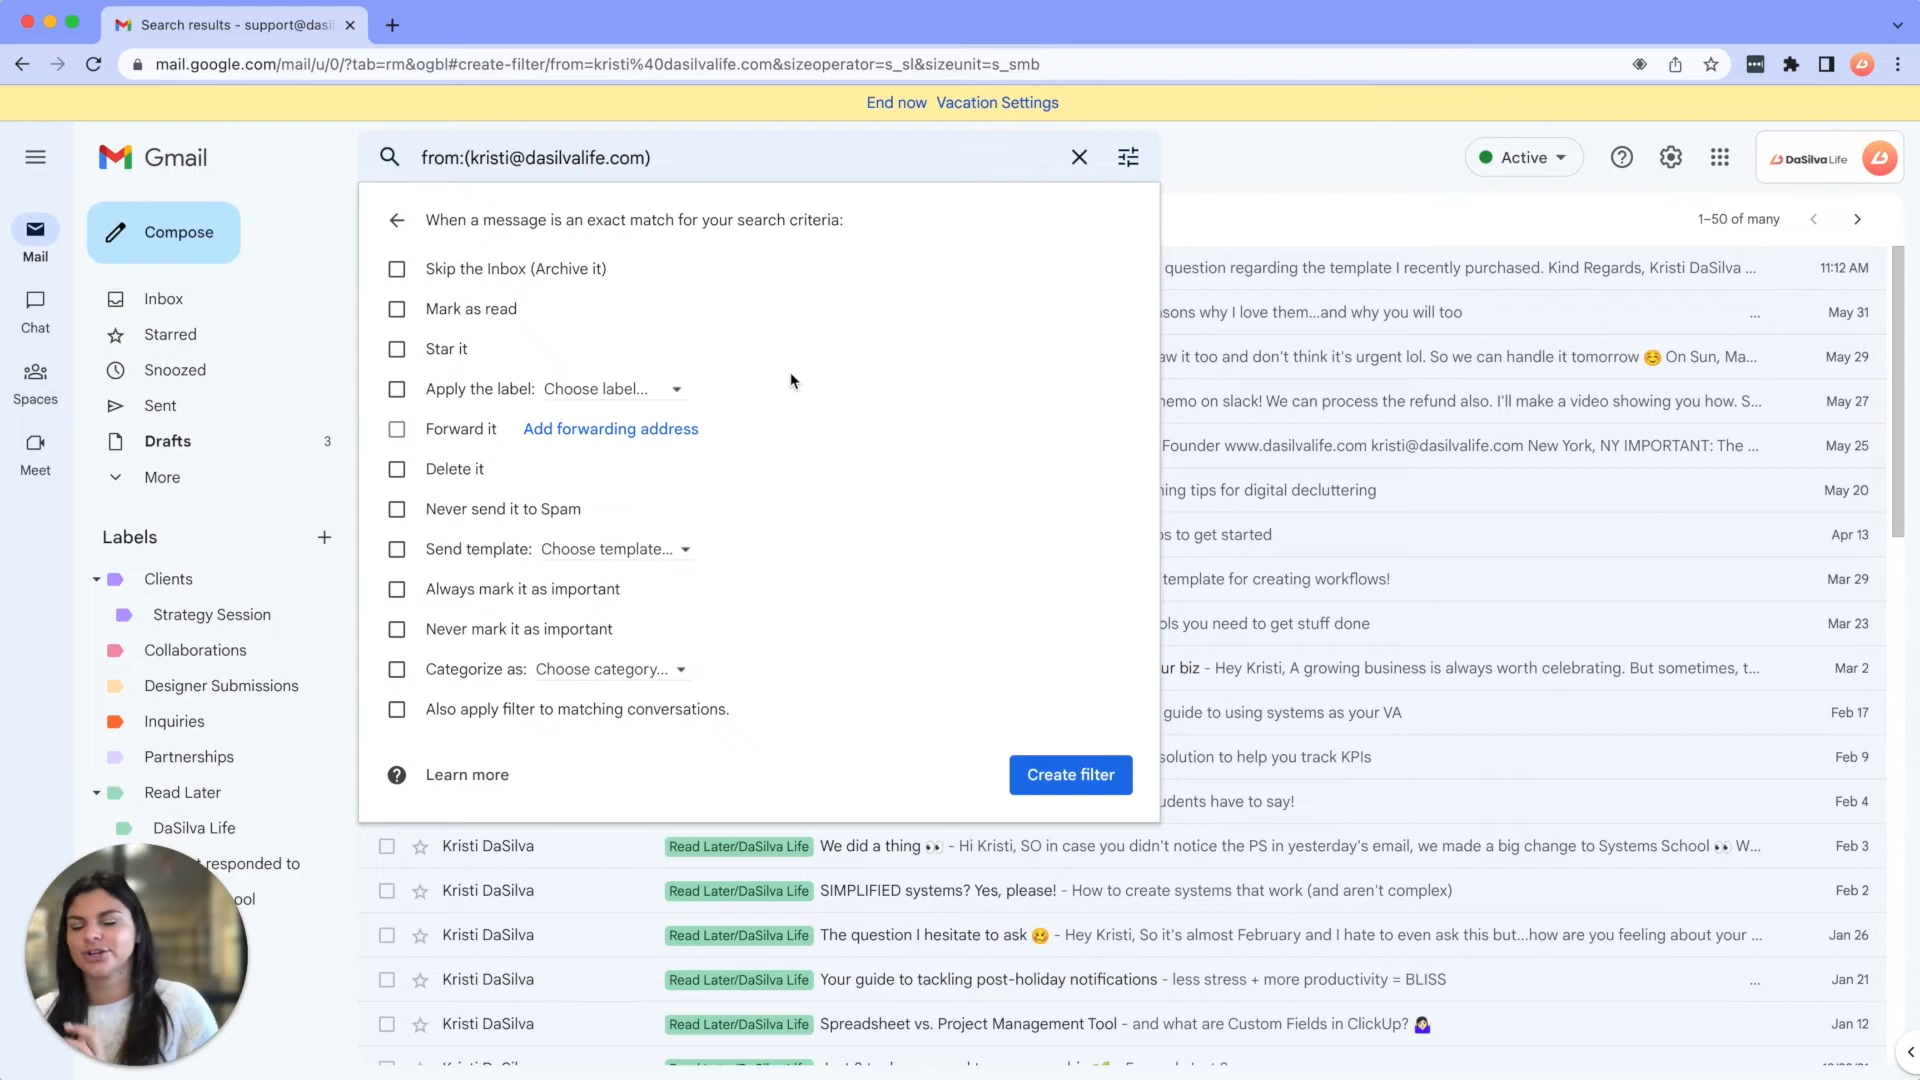 Search results - support@dasil
mail.google.com/mail/u/0/?tab=rm&ogbl#create-filter/from=kristi%40dasilvalife.com&sizeoperator=s_sl&sizeunit=s_smb
End now Vacation Settings
Gmail
from:(kristi@dasilvalife.com)
Active
DaSilva Life
Mail
Chat
Spaces
Meet
Compose
Inbox
Starred
Snoozed
Sent
Drafts 3
More
Labels
Clients
Strategy Session
Collaborations
Designer Submissions
Inquiries
Partnerships
Read Later
DaSilva Life
responded to
ool
When a message is an exact match for your search criteria:
Skip the Inbox (Archive it)
Mark as read
Star it
Apply the label: Choose label...
Forward it Add forwarding address
Delete it
Never send it to Spam
Send template: Choose template...
Always mark it as important
Never mark it as important
Categorize as: Choose category...
Also apply filter to matching conversations.
Learn more
Create filter
1–50 of many
question regarding the template I recently purchased. Kind Regards, Kristi DaSilva ... 11:12 AM
sons why I love them...and why you will too ... May 31
aw it too and don't think it's urgent lol. So we can handle it tomorrow ☺️ On Sun, Ma... May 29
nemo on slack! We can process the refund also. I'll make a video showing you how. S... May 27
Founder www.dasilvalife.com kristi@dasilvalife.com New York, NY IMPORTANT: The ... May 25
ning tips for digital decluttering May 20
os to get started Apr 13
template for creating workflows! Mar 29
ols you need to get stuff done Mar 23
ur biz - Hey Kristi, A growing business is always worth celebrating. But sometimes, t... Mar 2
guide to using systems as your VA Feb 17
solution to help you track KPIs Feb 9
udents have to say! Feb 4
Kristi DaSilva Read Later/DaSilva Life We did a thing 👀 - Hi Kristi, SO in case you didn't notice the PS in yesterday's email, we made a big change to Systems School 👀 W... Feb 3
Kristi DaSilva Read Later/DaSilva Life SIMPLIFIED systems? Yes, please! - How to create systems that work (and aren't complex) Feb 2
Kristi DaSilva Read Later/DaSilva Life The question I hesitate to ask 🥴 - Hey Kristi, So it's almost February and I hate to even ask this but...how are you feeling about your ... Jan 26
Kristi DaSilva Read Later/DaSilva Life Your guide to tackling post-holiday notifications - less stress + more productivity = BLISS ... Jan 21
Kristi DaSilva Read Later/DaSilva Life Spreadsheet vs. Project Management Tool - and what are Custom Fields in ClickUp? 🤷🏻‍♀️ Jan 12